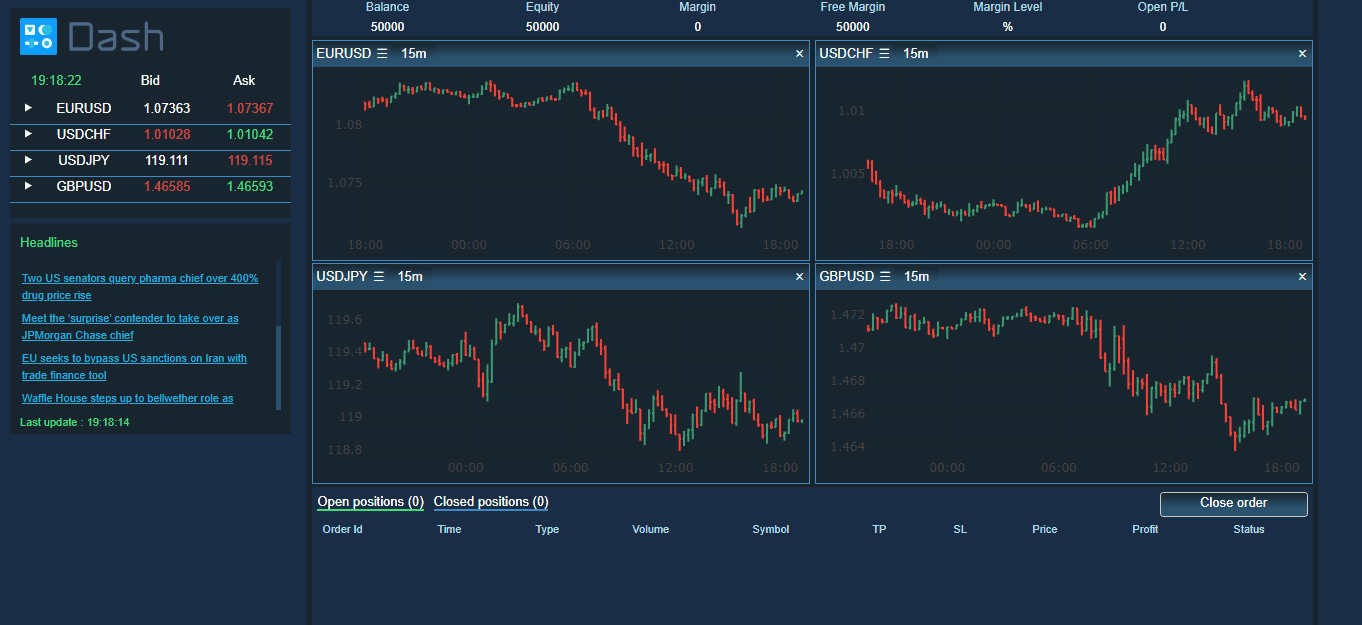 Dash
19:18:22 Bid Ask
EURUSD 1.07363 1.07367
USDCHF 1.01028 1.01042
USDJPY 119.111 119.115
GBPUSD 1.46585 1.46593
Headlines
Two US senators query pharma chief over 400%
drug price rise
Meet the ‘surprise’ contender to take over as
JPMorgan Chase chief
EU seeks to bypass US sanctions on Iran with
trade finance tool
Waffle House steps up to bellwether role as
Last update : 19:18:14
Balance Equity Margin Free Margin Margin Level Open P/L
50000 50000 0 50000 % 0
EURUSD ☰ 15m ×
1.08
1.075
18:00 00:00 06:00 12:00 18:00
USDCHF ☰ 15m ×
1.01
1.005
18:00 00:00 06:00 12:00 18:00
USDJPY ☰ 15m ×
119.6
119.4
119.2
119
118.8
00:00 06:00 12:00 18:00
GBPUSD ☰ 15m ×
1.472
1.47
1.468
1.466
1.464
00:00 06:00 12:00 18:00
Open positions (0) Closed positions (0) Close order
Order Id Time Type Volume Symbol TP SL Price Profit Status